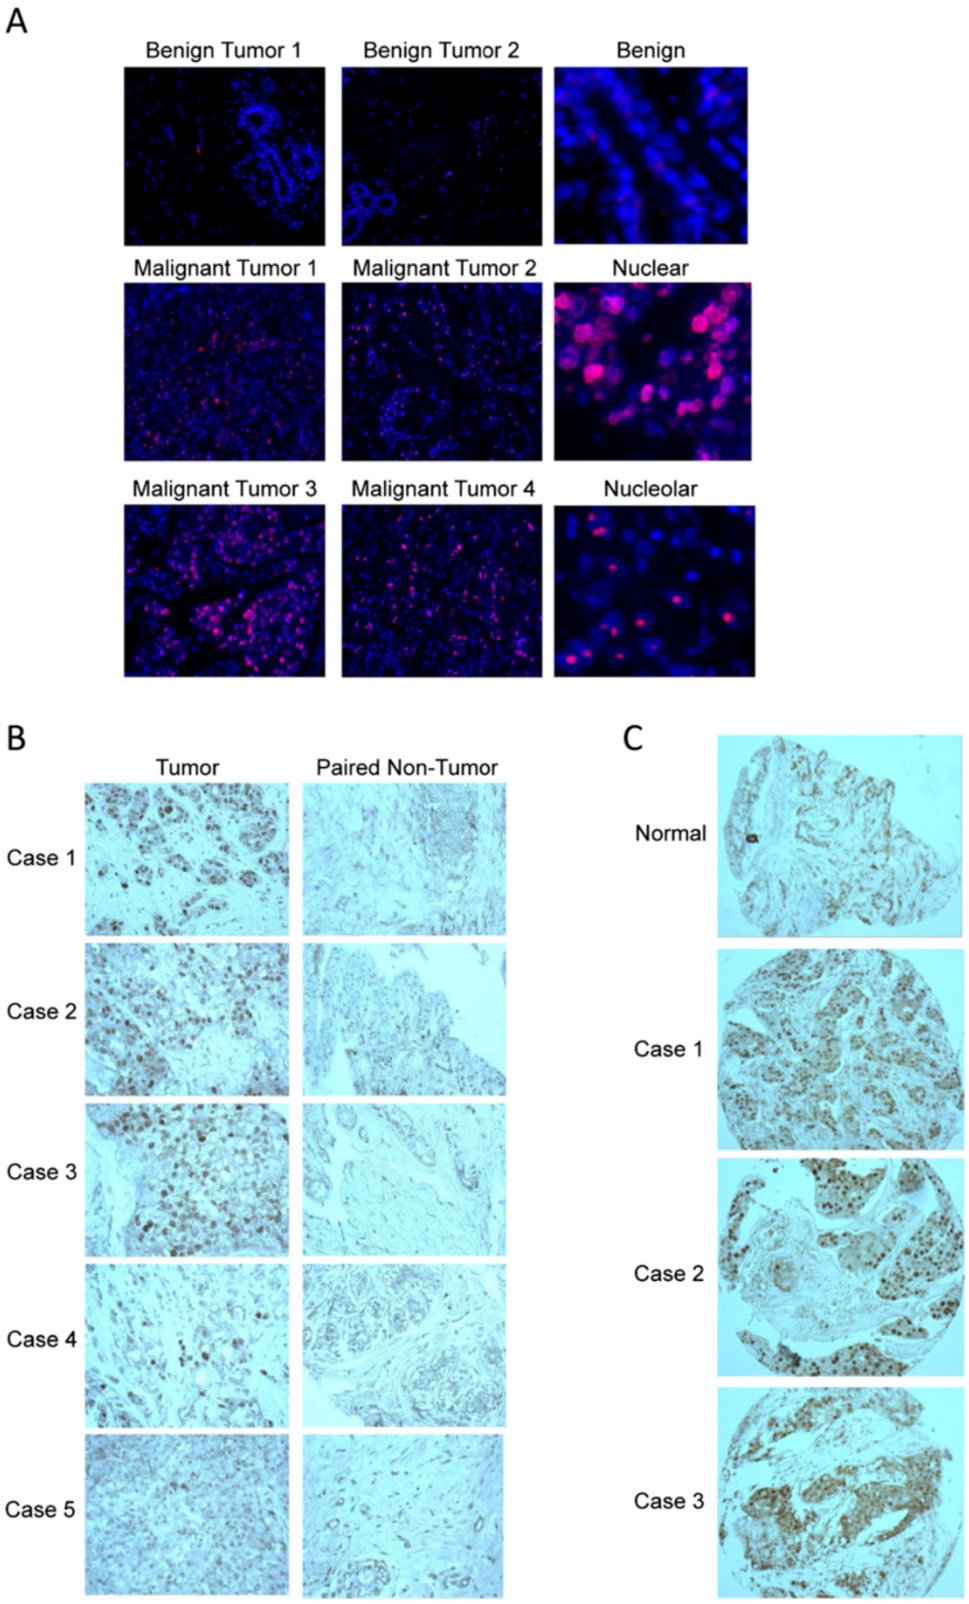 A
Benign Tumor 1 Benign Tumor 2 Benign
Malignant Tumor 1 Malignant Tumor 2 Nuclear
Malignant Tumor 3 Malignant Tumor 4 Nucleolar
B
Tumor Paired Non-Tumor
Case 1
Case 2
Case 3
Case 4
Case 5
C
Normal
Case 1
Case 2
Case 3